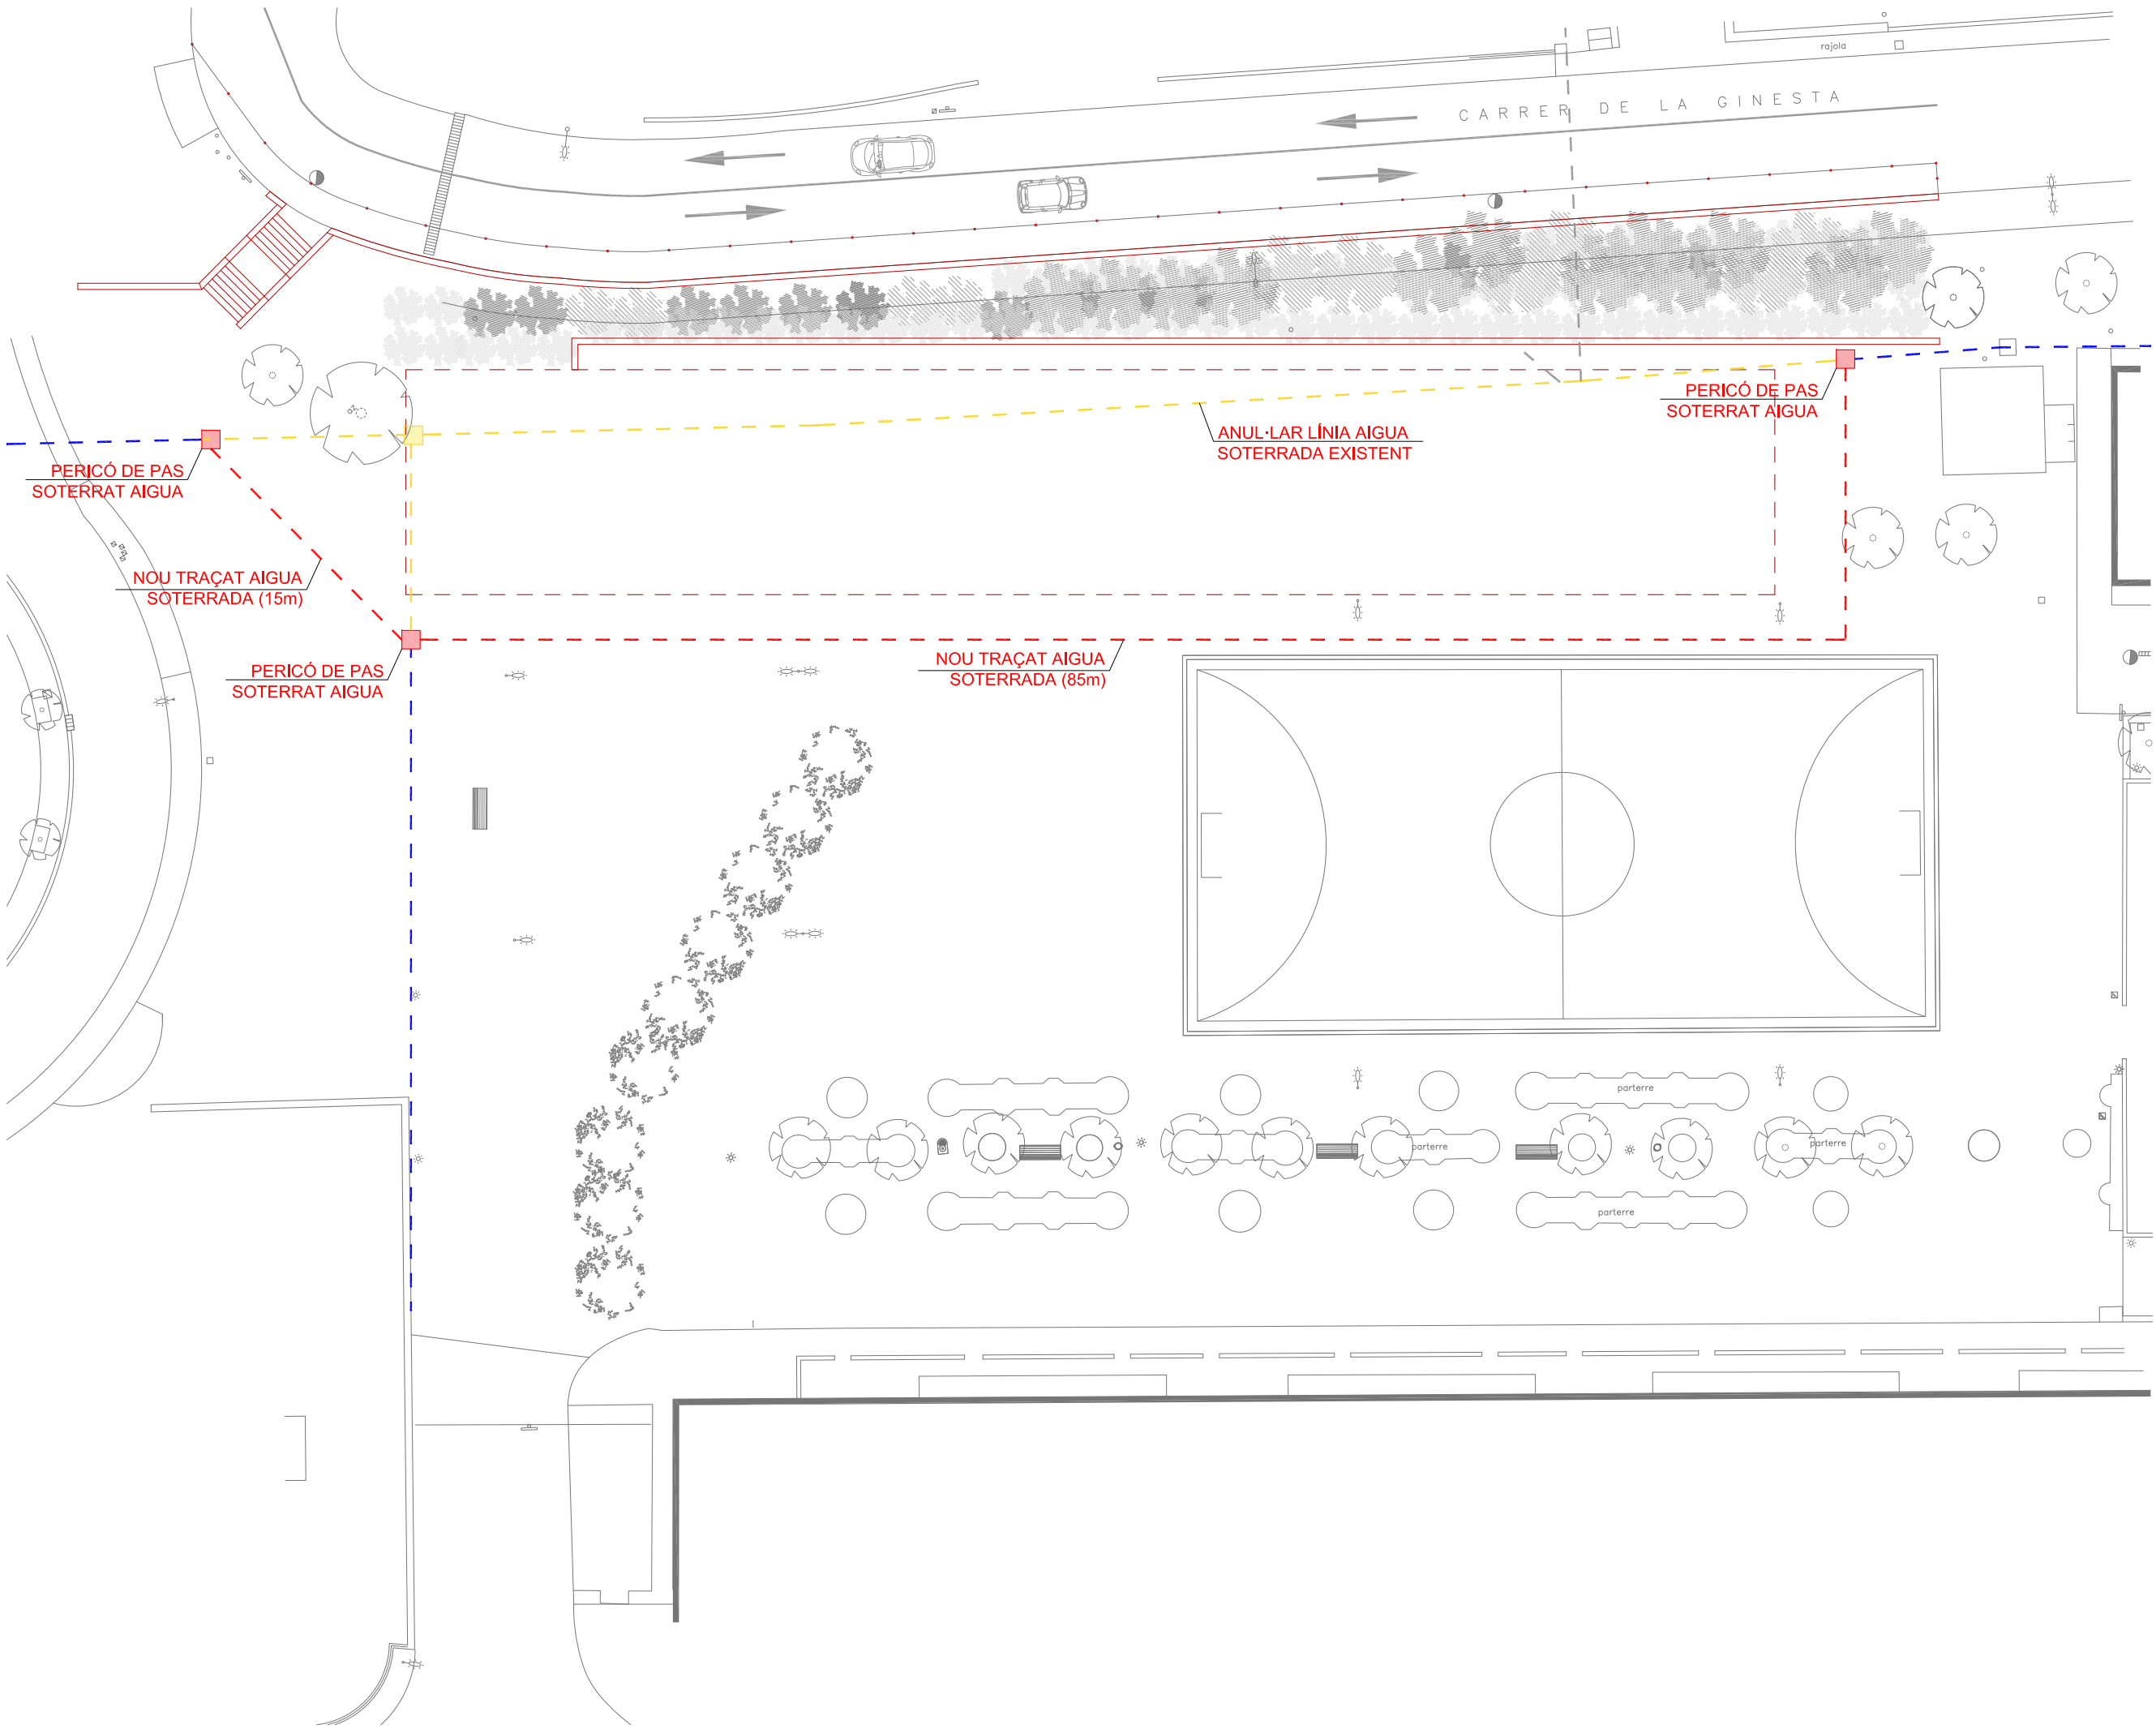 rajola
CARRER DE LA GINESTA
PERICÓ DE PAS
SOTERRAT AIGUA
ANUL·LAR LÍNIA AIGUA
SOTERRADA EXISTENT
PERICÓ DE PAS
SOTERRAT AIGUA
NOU TRAÇAT AIGUA
SOTERRADA (15m)
PERICÓ DE PAS
SOTERRAT AIGUA
NOU TRAÇAT AIGUA
SOTERRADA (85m)
parterre
parterre
parterre
parterre